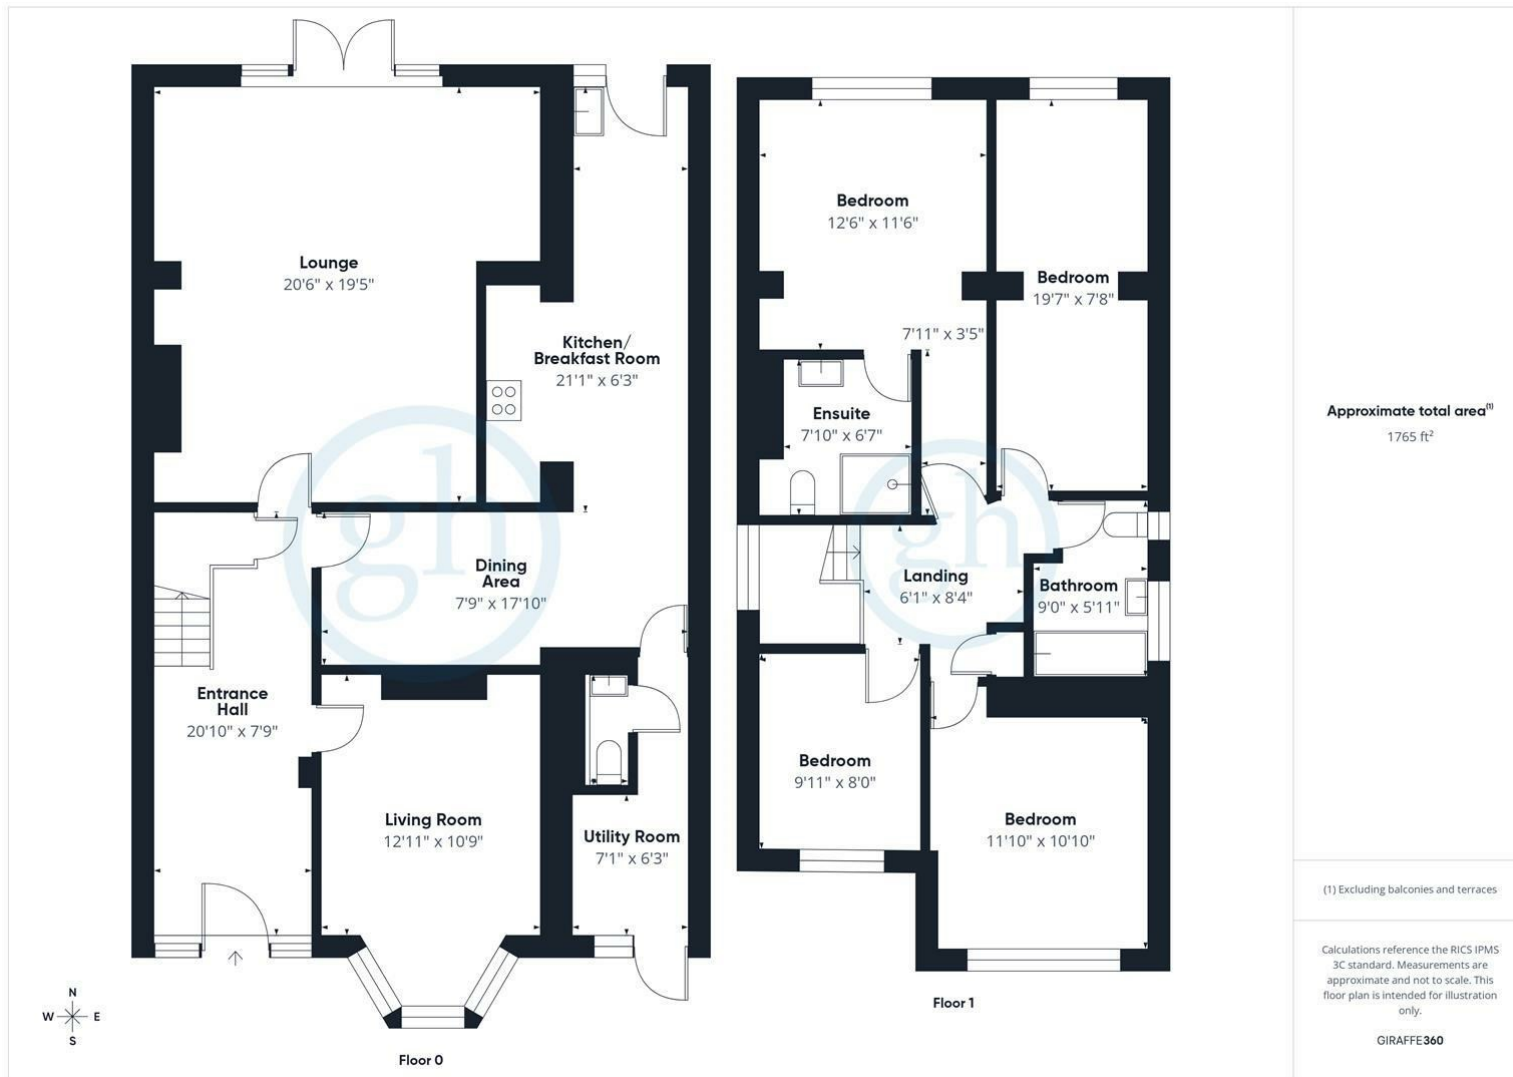 Lounge
20'6" x 19'5"
Kitchen/
Breakfast Room
21'1" x 6'3"
Dining
Area
7'9" x 17'10"
Entrance
Hall
20'10" x 7'9"
Living Room
12'11" x 10'9"
Utility Room
7'1" x 6'3"
gh
N
W E
S
Floor 0
Bedroom
12'6" x 11'6"
Bedroom
19'7" x 7'8"
7'11" x 3'5"
Ensuite
7'10" x 6'7"
gh
Landing
6'1" x 8'4"
Bathroom
9'0" x 5'11"
Bedroom
9'11" x 8'0"
Bedroom
11'10" x 10'10"
Floor 1
Approximate total area(1)
1765 ft²
(1) Excluding balconies and terraces
Calculations reference the RICS IPMS
3C standard. Measurements are
approximate and not to scale. This
floor plan is intended for illustration
only.
GIRAFFE360